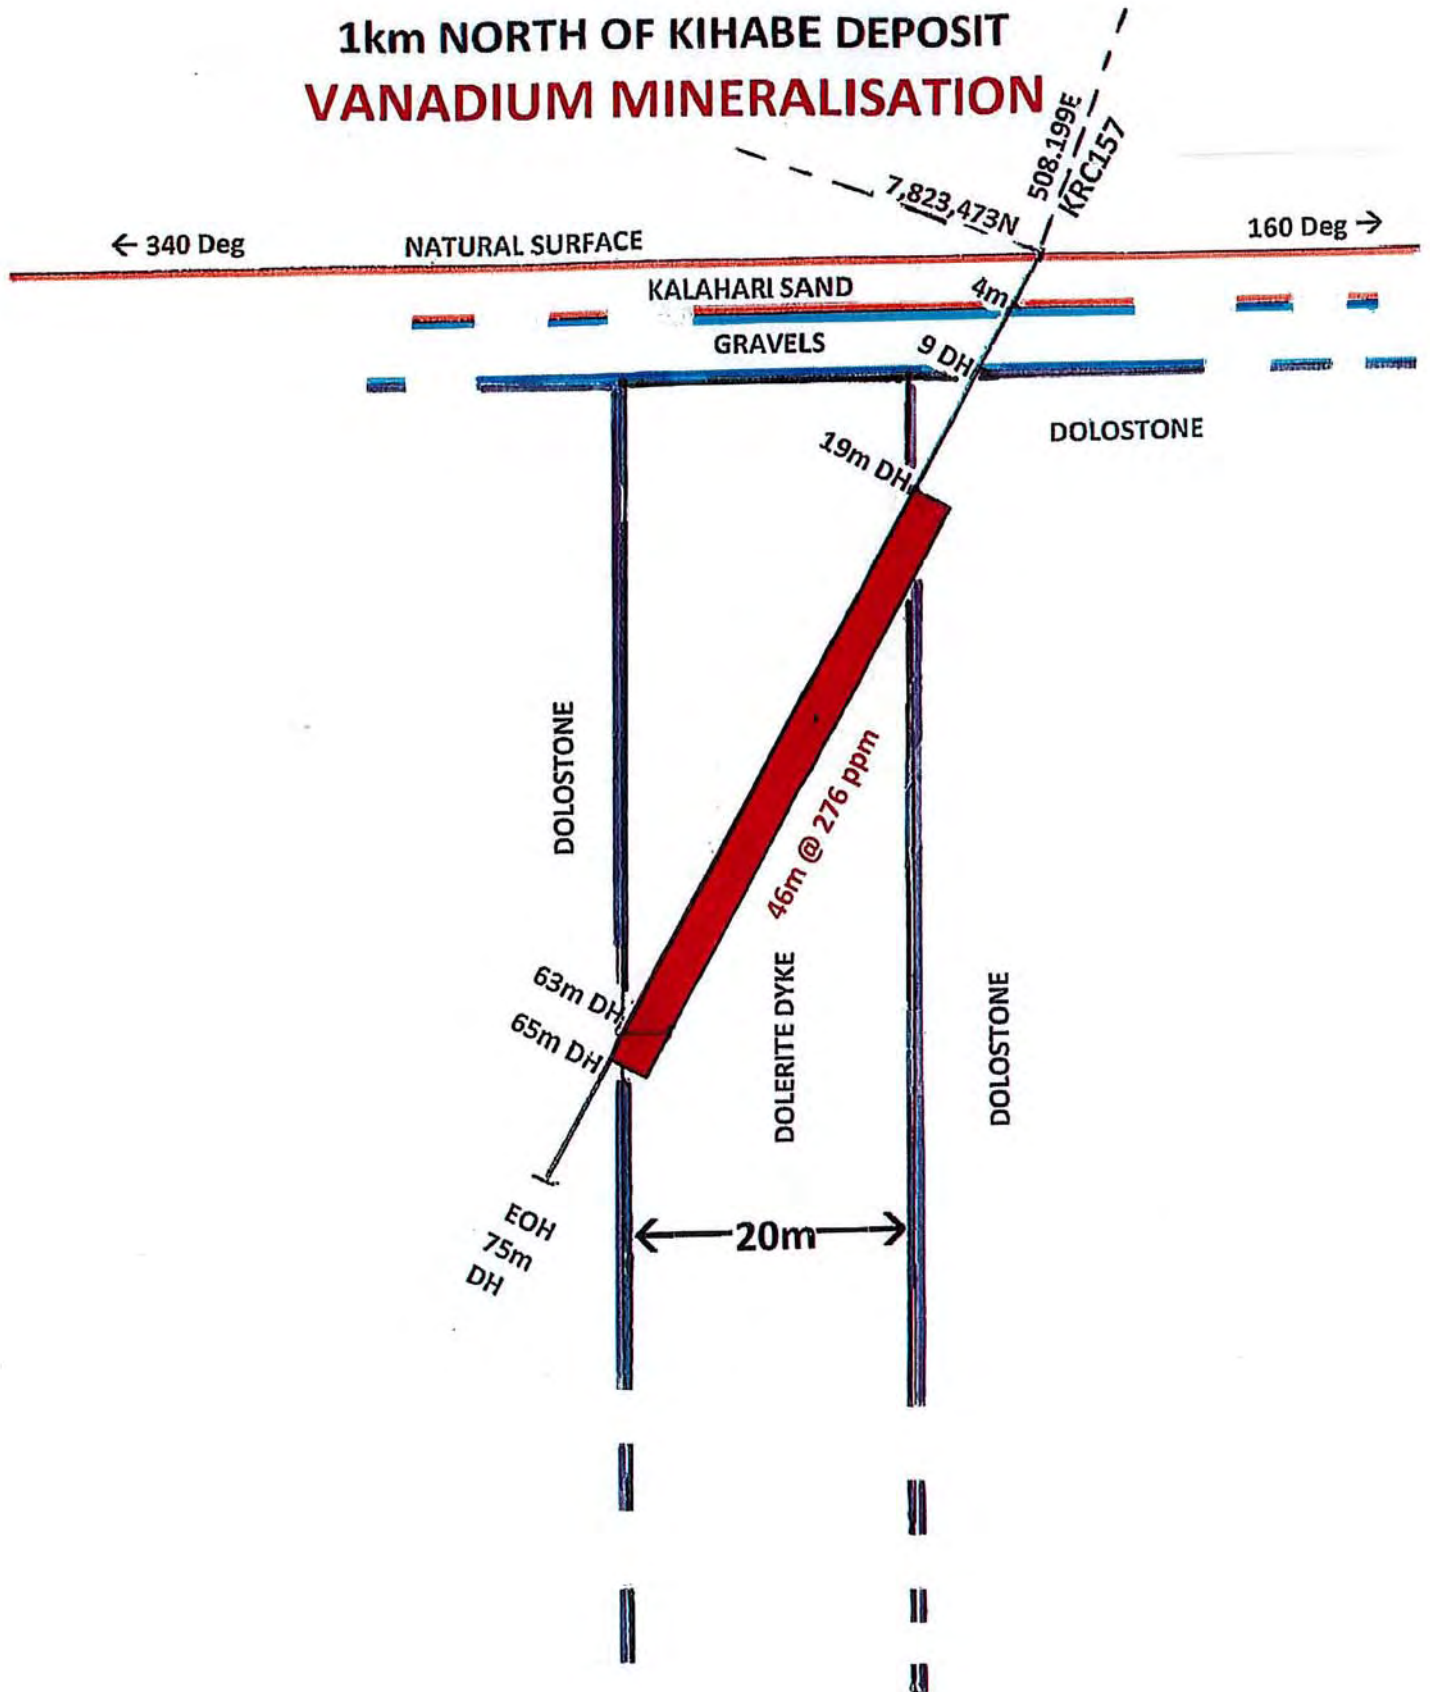 1km NORTH OF KIHABE DEPOSIT
VANADIUM MINERALISATION
508.199E
KRC157
7,823,473N
← 340 Deg
NATURAL SURFACE
160 Deg →
KALAHARI SAND
4m
GRAVELS
9 DH
DOLOSTONE
19m DH
DOLOSTONE
46m @ 276 ppm
63m DH
65m DH
DOLERITE DYKE
DOLOSTONE
EOH
75m
DH
20m